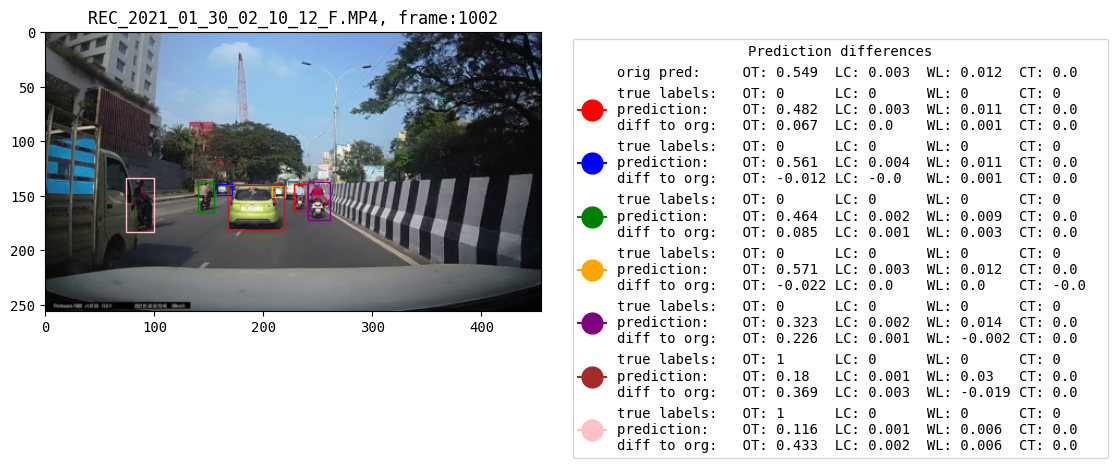 REC_2021_01_30_02_10_12_F.MP4, frame:1002
0
50
100
150
200
250
0 100 200 300 400
Prediction differences
orig pred: OT: 0.549 LC: 0.003 WL: 0.012 CT: 0.0
true labels: OT: 0 LC: 0 WL: 0 CT: 0
prediction: OT: 0.482 LC: 0.003 WL: 0.011 CT: 0.0
diff to org: OT: 0.067 LC: 0.0 WL: 0.001 CT: 0.0
true labels: OT: 0 LC: 0 WL: 0 CT: 0
prediction: OT: 0.561 LC: 0.004 WL: 0.011 CT: 0.0
diff to org: OT: -0.012 LC: -0.0 WL: 0.001 CT: 0.0
true labels: OT: 0 LC: 0 WL: 0 CT: 0
prediction: OT: 0.464 LC: 0.002 WL: 0.009 CT: 0.0
diff to org: OT: 0.085 LC: 0.001 WL: 0.003 CT: 0.0
true labels: OT: 0 LC: 0 WL: 0 CT: 0
prediction: OT: 0.571 LC: 0.003 WL: 0.012 CT: 0.0
diff to org: OT: -0.022 LC: 0.0 WL: 0.0 CT: -0.0
true labels: OT: 0 LC: 0 WL: 0 CT: 0
prediction: OT: 0.323 LC: 0.002 WL: 0.014 CT: 0.0
diff to org: OT: 0.226 LC: 0.001 WL: -0.002 CT: 0.0
true labels: OT: 1 LC: 0 WL: 0 CT: 0
prediction: OT: 0.18 LC: 0.001 WL: 0.03 CT: 0.0
diff to org: OT: 0.369 LC: 0.003 WL: -0.019 CT: 0.0
true labels: OT: 1 LC: 0 WL: 0 CT: 0
prediction: OT: 0.116 LC: 0.001 WL: 0.006 CT: 0.0
diff to org: OT: 0.433 LC: 0.002 WL: 0.006 CT: 0.0